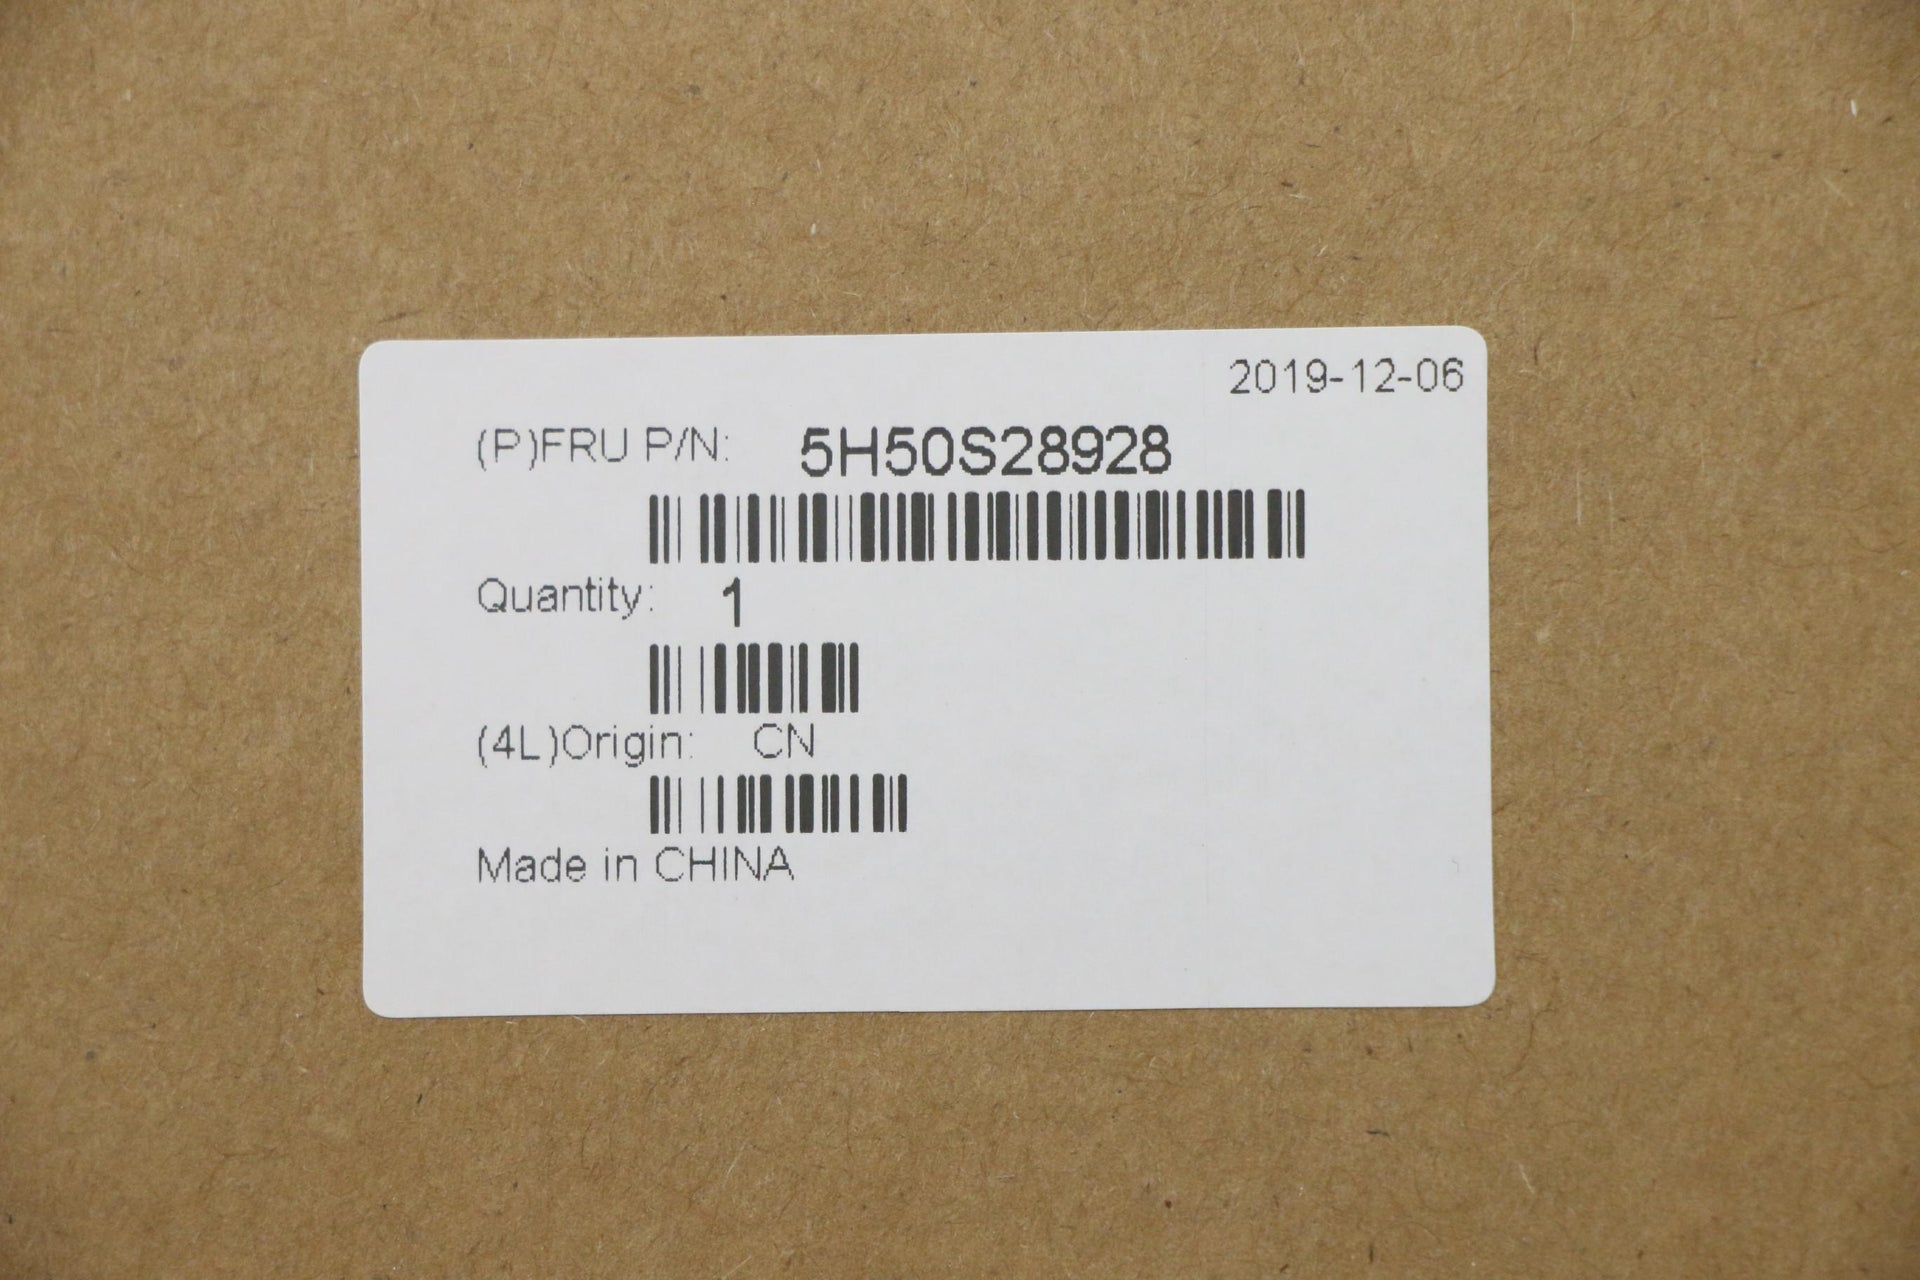 2019-12-06
(P)FRU P/N: 5H50S28928
Quantity: 1
(4L)Origin: CN
Made in CHINA